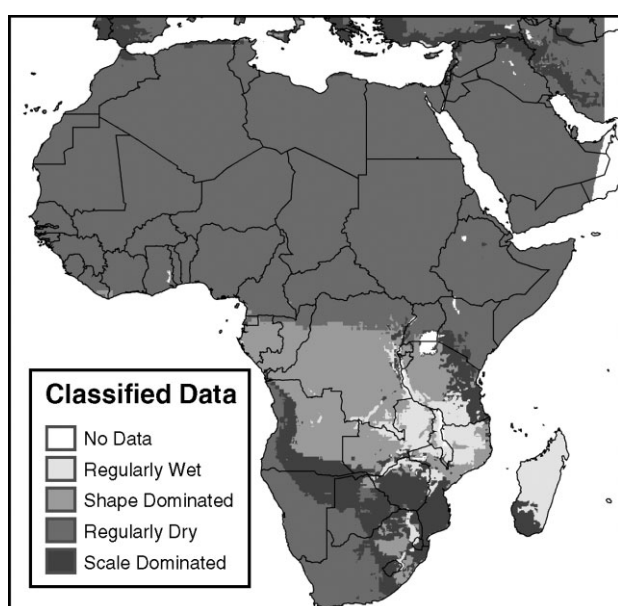 Classified Data
No Data
Regularly Wet
Shape Dominated
Regularly Dry
Scale Dominated